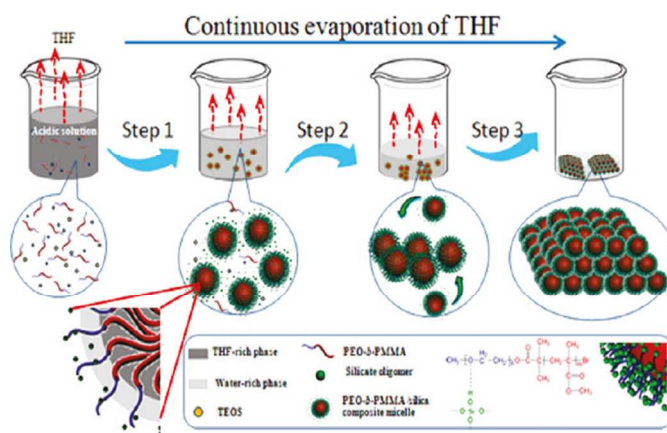 Continuous evaporation of THF
THF
Acidic solution
Step 1
Step 2
Step 3
THF-rich phase
Water-rich phase
TEOS
PEO-b-PMMA
Silicate oligomer
PEO-b-PMMA/silica
composite micelle